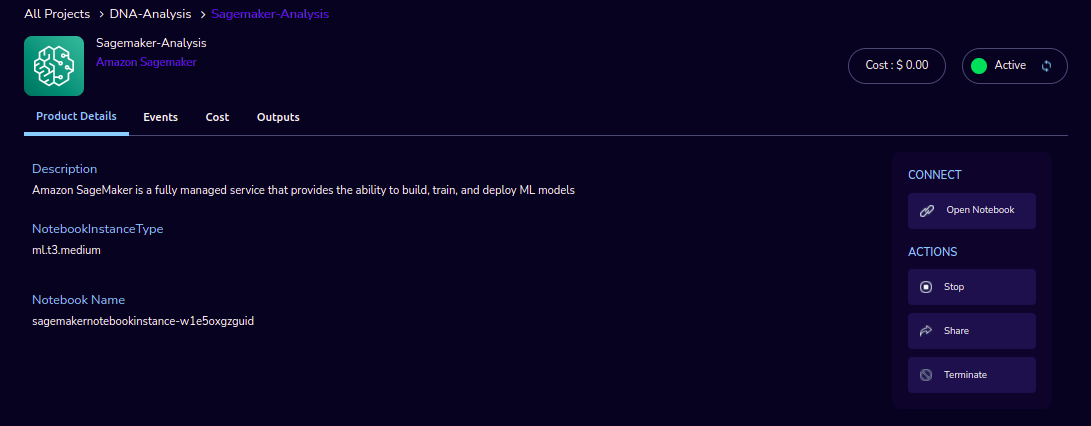 All Projects > DNA-Analysis > Sagemaker-Analysis
Sagemaker-Analysis
Amazon Sagemaker
Cost : $ 0.00
Active
Product Details
Events
Cost
Outputs
Description
Amazon SageMaker is a fully managed service that provides the ability to build, train, and deploy ML models
NotebookInstanceType
ml.t3.medium
Notebook Name
sagemakernotebookinstance-w1e5oxgzguid
CONNECT
Open Notebook
ACTIONS
Stop
Share
Terminate